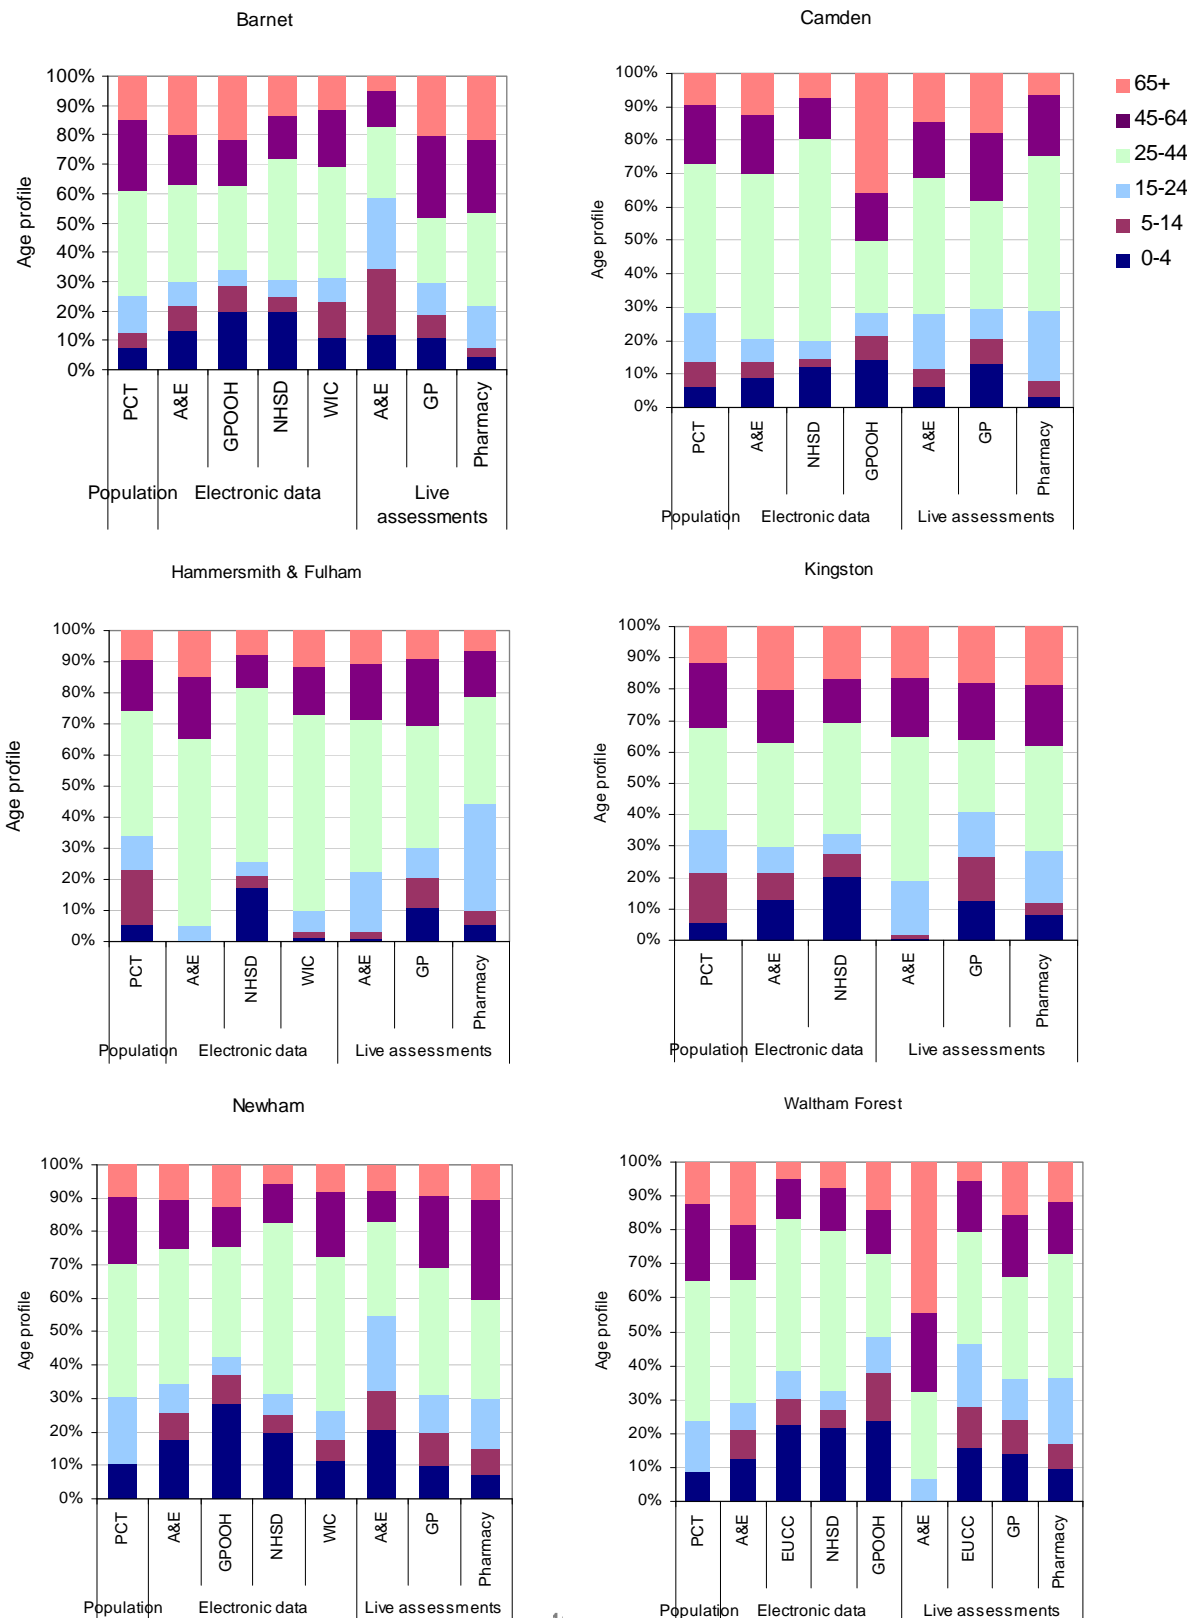 Barnet
100%
90%
80%
70%
60%
50%
40%
30%
20%
10%
0%
Age profile
PCT
A&E
GPOOH
NHSD
WIC
A&E
GP
Pharmacy
Population
Electronic data
Live
assessments
Camden
100%
90%
80%
70%
60%
50%
40%
30%
20%
10%
0%
Age profile
PCT
A&E
NHSD
GPOOH
A&E
GP
Pharmacy
Population
Electronic data
Live assessments
65+
45-64
25-44
15-24
5-14
0-4
Hammersmith & Fulham
100%
90%
80%
70%
60%
50%
40%
30%
20%
10%
0%
Age profile
PCT
A&E
NHSD
WIC
A&E
GP
Pharmacy
Population
Electronic data
Live assessments
Kingston
100%
90%
80%
70%
60%
50%
40%
30%
20%
10%
0%
Age profile
PCT
A&E
NHSD
A&E
GP
Pharmacy
Population
Electronic data
Live assessments
Newham
100%
90%
80%
70%
60%
50%
40%
30%
20%
10%
0%
Age profile
PCT
A&E
GPOOH
NHSD
WIC
A&E
GP
Pharmacy
Population
Electronic data
Live assessments
Waltham Forest
100%
90%
80%
70%
60%
50%
40%
30%
20%
10%
0%
Age profile
PCT
A&E
EUCC
NHSD
GPOOH
A&E
EUCC
GP
Pharmacy
Population
Electronic data
Live assessments